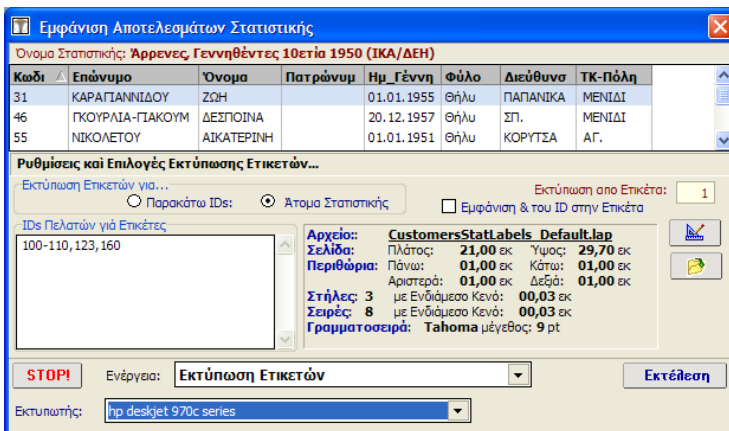 Εμφάνιση Αποτελεσμάτων Στατιστικής
Όνομα Στατιστικής: Άρρενες, Γεννηθέντες 10ετία 1950 (ΙΚΑ/ΔΕΗ)
Κωδι Επώνυμο Όνομα Πατρώνυμ Ημ_Γέννη Φύλο Διεύθυνσ ΤΚ-Πόλη
31 ΚΑΡΑΓΙΑΝΝΙΔΟΥ ΖΩΗ 01.01.1955 Θήλυ ΠΑΠΑΝΙΚΑ ΜΕΝΙΔΙ
46 ΓΚΟΥΡΛΙΑ-ΓΙΑΚΟΥΜ ΔΕΣΠΟΙΝΑ 20.12.1957 Θήλυ ΣΠ. ΜΕΝΙΔΙ
55 ΝΙΚΟΛΕΤΟΥ ΑΙΚΑΤΕΡΙΝΗ 01.01.1951 Θήλυ ΚΟΡΥΤΣΑ ΑΓ.
Ρυθμίσεις καί Επιλογές Εκτύπωσης Ετικετών...
Εκτύπωση Ετικετών για...
Παρακάτω IDs: Άτομα Στατιστικής
Εκτύπωση απο Ετικέτα: 1
Εμφάνιση & του ID στην Ετικέτα
IDs Πελατών γιά Ετικέτες
100-110,123,160
Αρχείο:: CustomersStatLabels_Default.lap
Σελίδα: Πλάτος: 21,00 εκ Ύψος: 29,70 εκ
Περιθώρια: Πάνω: 01,00 εκ Κάτω: 01,00 εκ
Αριστερά: 01,00 εκ Δεξιά: 01,00 εκ
Στήλες: 3 με Ενδιάμεσο Κενό: 00,03 εκ
Σειρές: 8 με Ενδιάμεσο Κενό: 00,03 εκ
Γραμματοσειρά: Tahoma μέγεθος: 9 pt
STOP! Ενέργεια: Εκτύπωση Ετικετών Εκτέλεση
Εκτυπωτής: hp deskjet 970c series